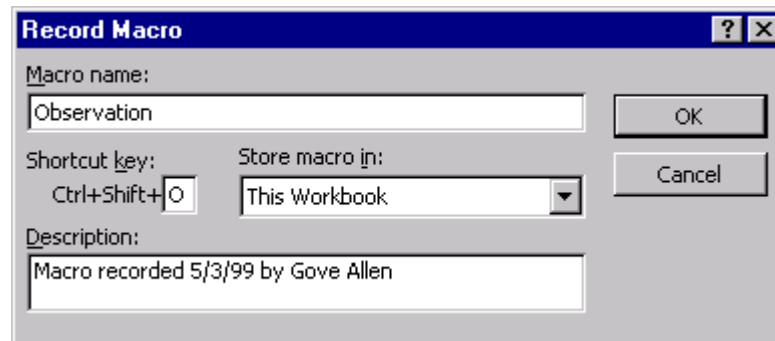 Record Macro
Macro name:
Observation
OK
Shortcut key:
Store macro in:
Ctrl+Shift+ O
This Workbook
Cancel
Description:
Macro recorded 5/3/99 by Gove Allen